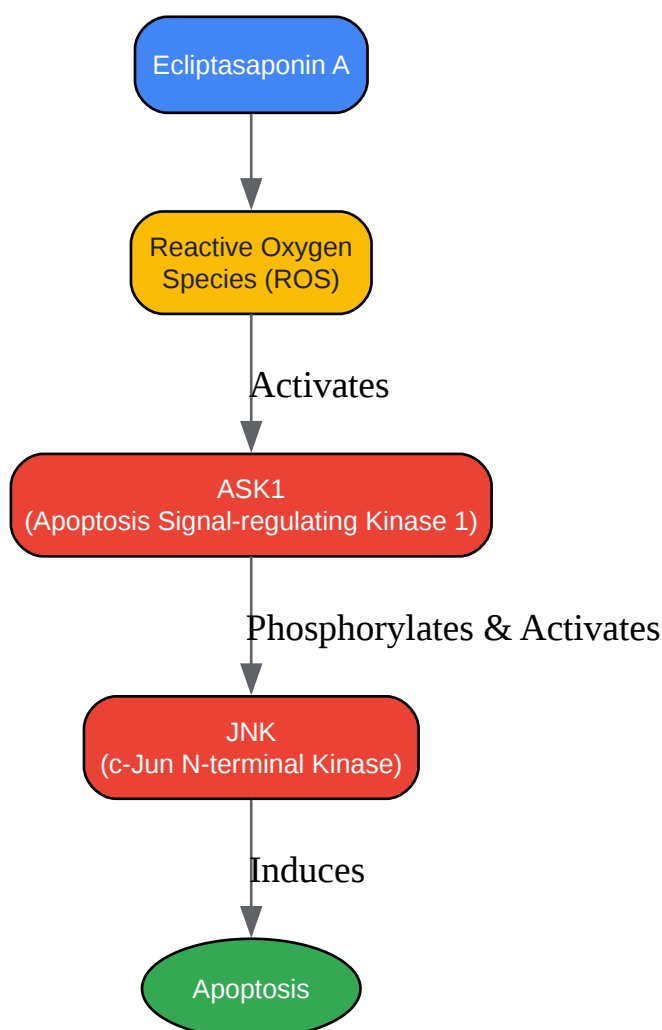 Ecliptasaponin A
Reactive Oxygen
Species (ROS)
Activates
ASK1
(Apoptosis Signal-regulating Kinase 1)
Phosphorylates & Activates
JNK
(c-Jun N-terminal Kinase)
Induces
Apoptosis